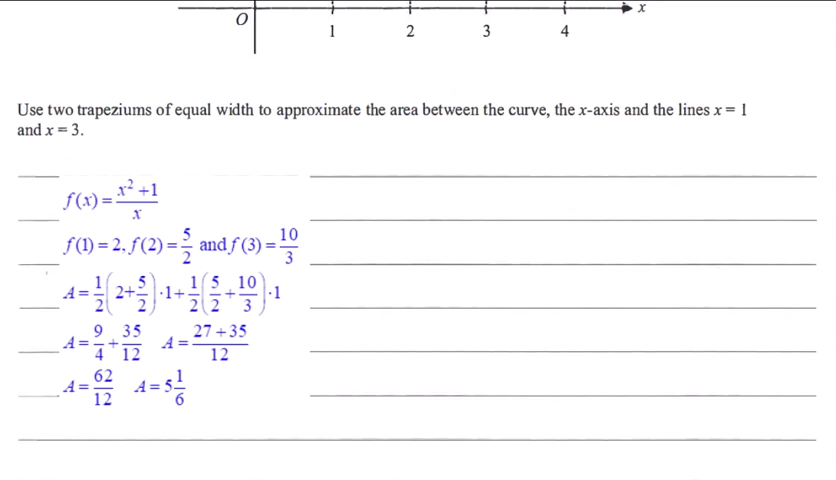 O x
1 2 3 4
Use two trapeziums of equal width to approximate the area between the curve, the x-axis and the lines x = 1
and x = 3.
f(x) = (x² + 1)/x
f(1) = 2, f(2) = 5/2 and f(3) = 10/3
A = 1/2(2 + 5/2)·1 + 1/2(5/2 + 10/3)·1
A = 9/4 + 35/12 A = (27 + 35)/12
A = 62/12 A = 5 1/6